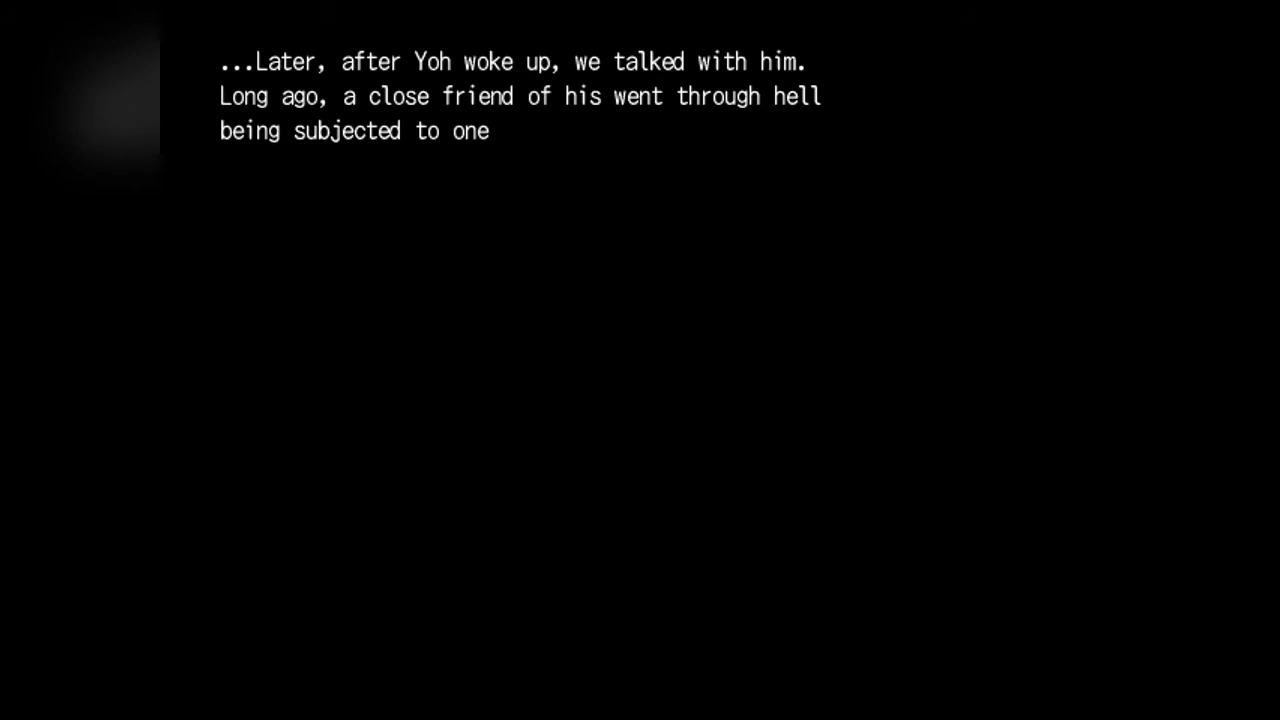 ...Later, after Yoh woke up, we talked with him.
Long ago, a close friend of his went through hell
being subjected to one